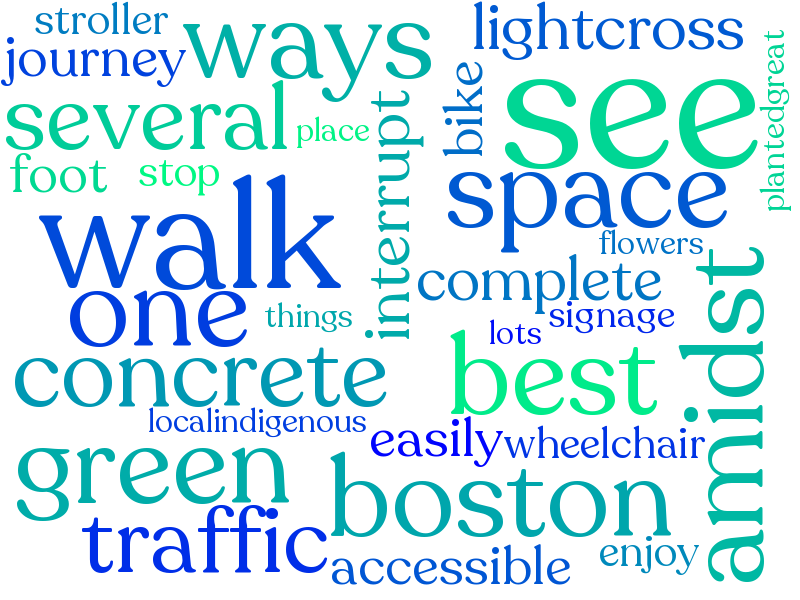 stroller
ways
lightcross
journey
several
place
interrupt
bike
see
plantedgreat
foot
stop
walk
space
flowers
one
things
complete
lots
signage
amidst
concrete
best
localindigenous
easily
wheelchair
green
boston
traffic
accessible
enjoy